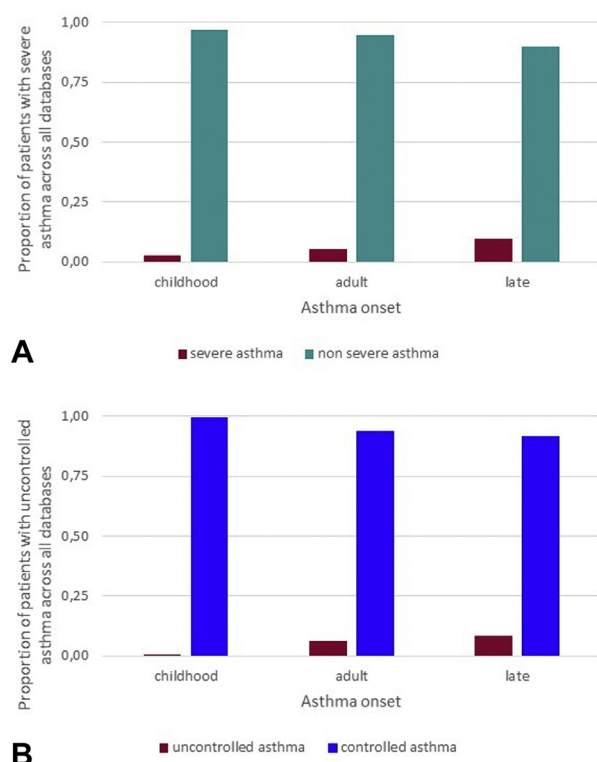 Proportion of patients with severe
asthma across all databases
1,00
0,75
0,50
0,25
0,00
childhood adult late
Asthma onset
A
severe asthma non severe asthma
Proportion of patients with uncontrolled
asthma across all databases
1,00
0,75
0,50
0,25
0,00
childhood adult late
Asthma onset
B
uncontrolled asthma controlled asthma